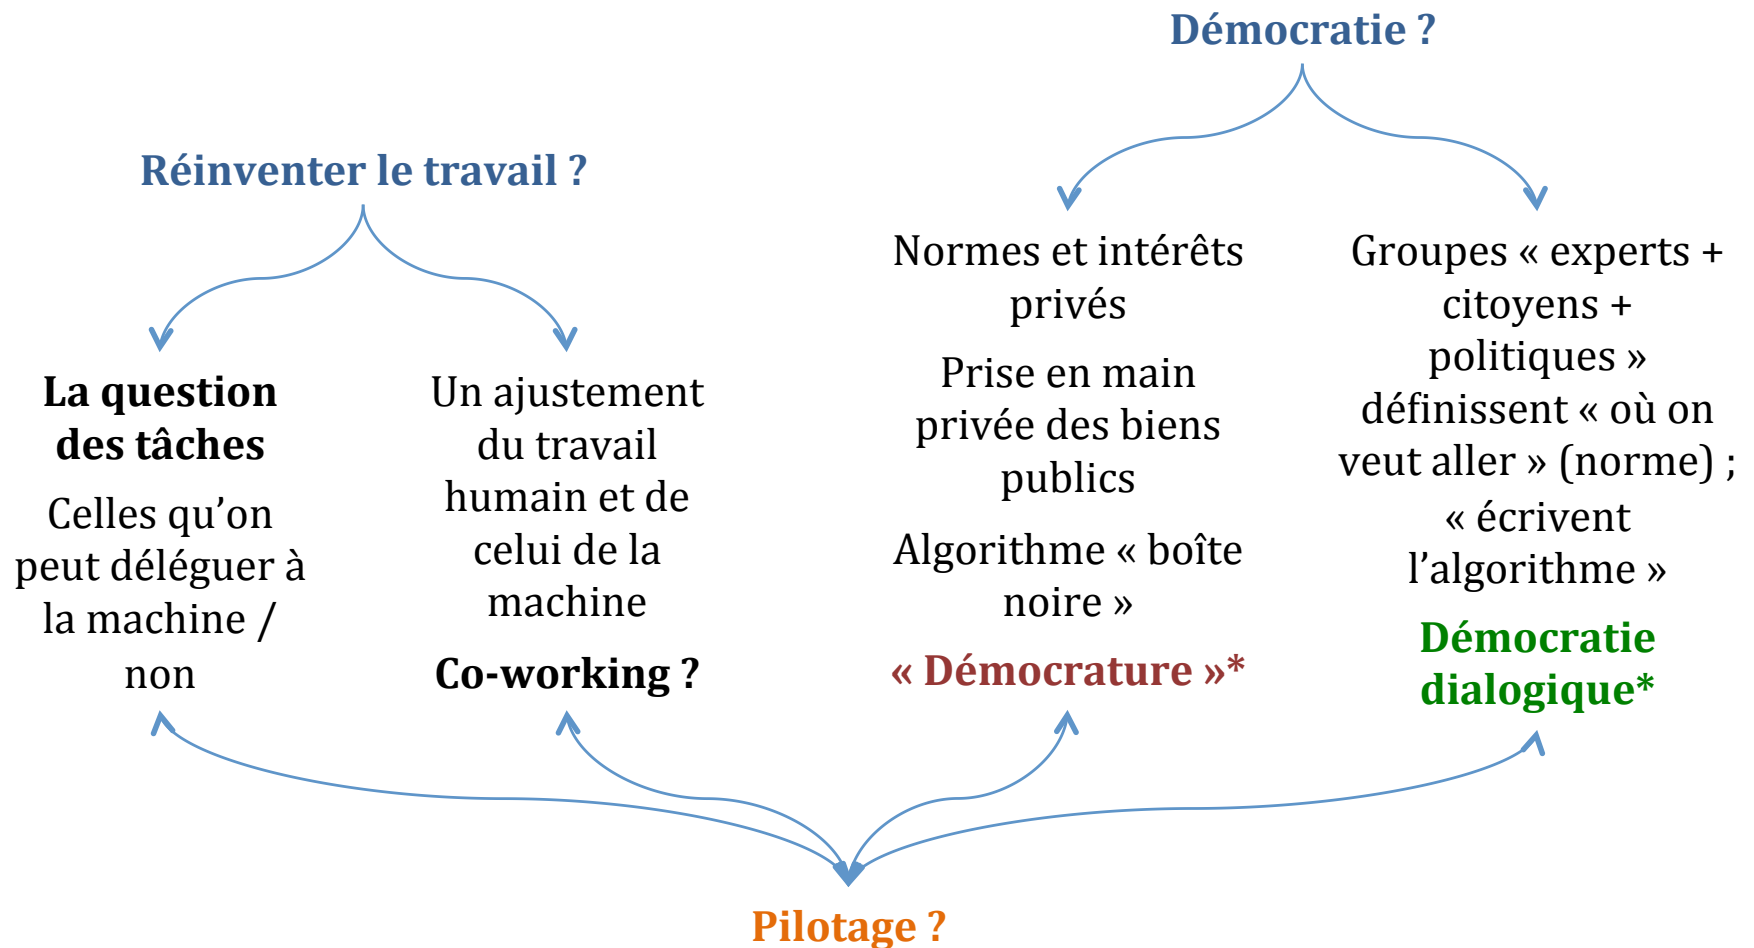 Démocratie ?
Réinventer le travail ?
La question
des tâches
Celles qu’on
peut déléguer à
la machine /
non
Un ajustement
du travail
humain et de
celui de la
machine
Co-working ?
Normes et intérêts
privés
Prise en main
privée des biens
publics
Algorithme « boîte
noire »
« Démocrature »*
Groupes « experts +
citoyens +
politiques »
définissent « où on
veut aller » (norme) ;
« écrivent
l’algorithme »
Démocratie
dialogique*
Pilotage ?